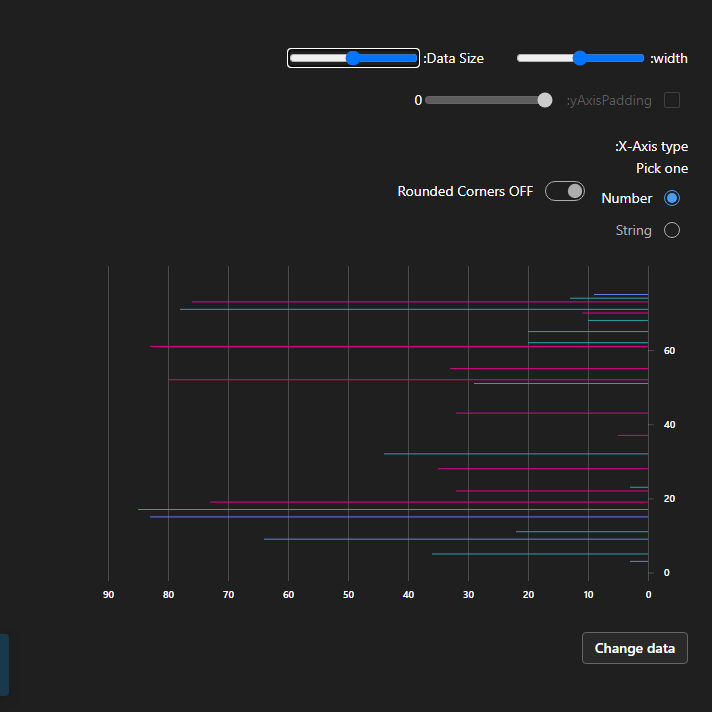 :Data Size
:width
0
:yAxisPadding
:X-Axis type
Pick one
Rounded Corners OFF
Number
String
60
40
20
0
90 80 70 60 50 40 30 20 10 0
Change data